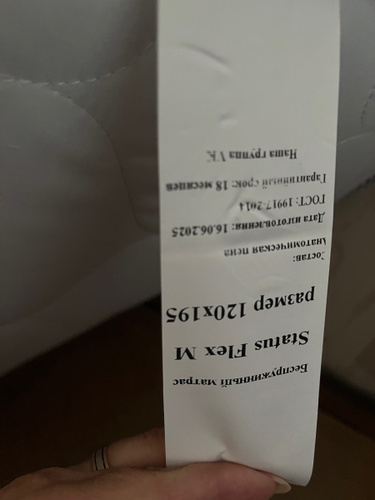 Беспружинный матрас
Status Flex M
размер 120х195
Состав:
Анатомическая пена
Дата изготовления: 16.06.2025
ГОСТ: 19917-2014
Гарантийный срок: 18 месяцев
Наша группа VK